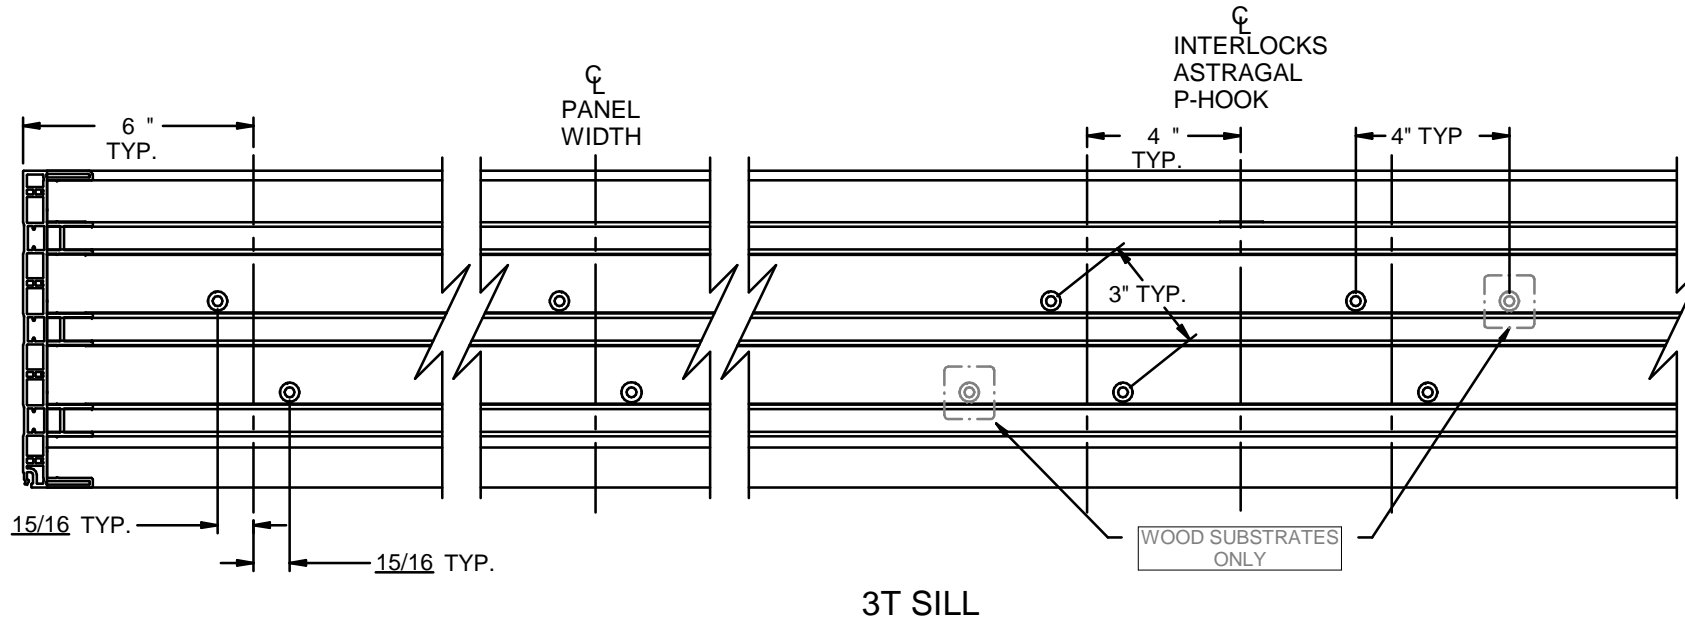 ℄
INTERLOCKS
ASTRAGAL
P-HOOK
℄
PANEL
WIDTH
6 "
TYP.
4 "
TYP.
4" TYP
3" TYP.
15/16 TYP.
15/16 TYP.
WOOD SUBSTRATES
ONLY
3T SILL